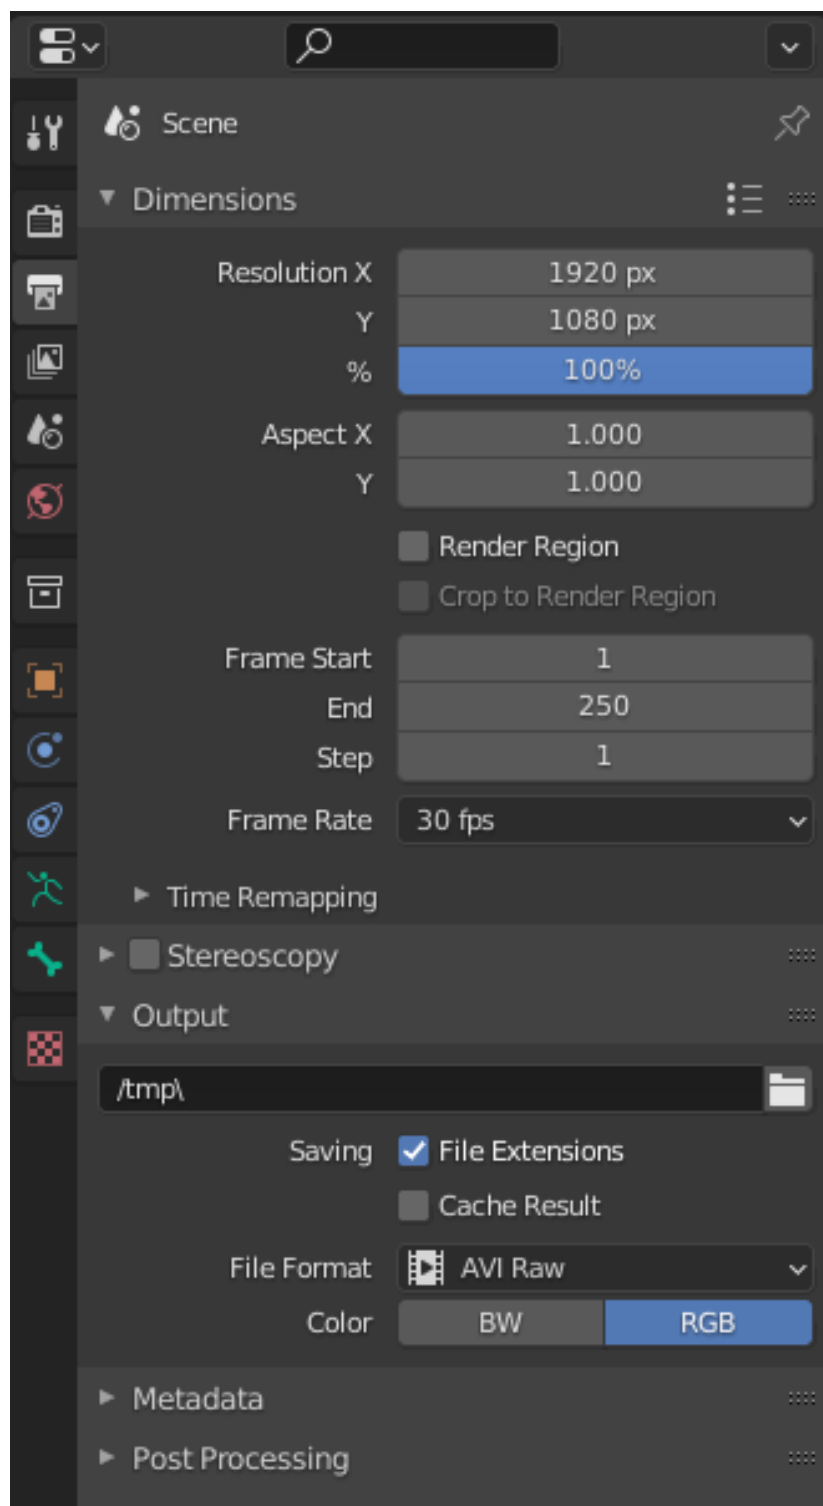 Scene
Dimensions
Resolution X 1920 px
Y 1080 px
% 100%
Aspect X 1.000
Y 1.000
Render Region
Crop to Render Region
Frame Start 1
End 250
Step 1
Frame Rate 30 fps
Time Remapping
Stereoscopy
Output
/tmp\
Saving File Extensions
Cache Result
File Format AVI Raw
Color BW RGB
Metadata
Post Processing